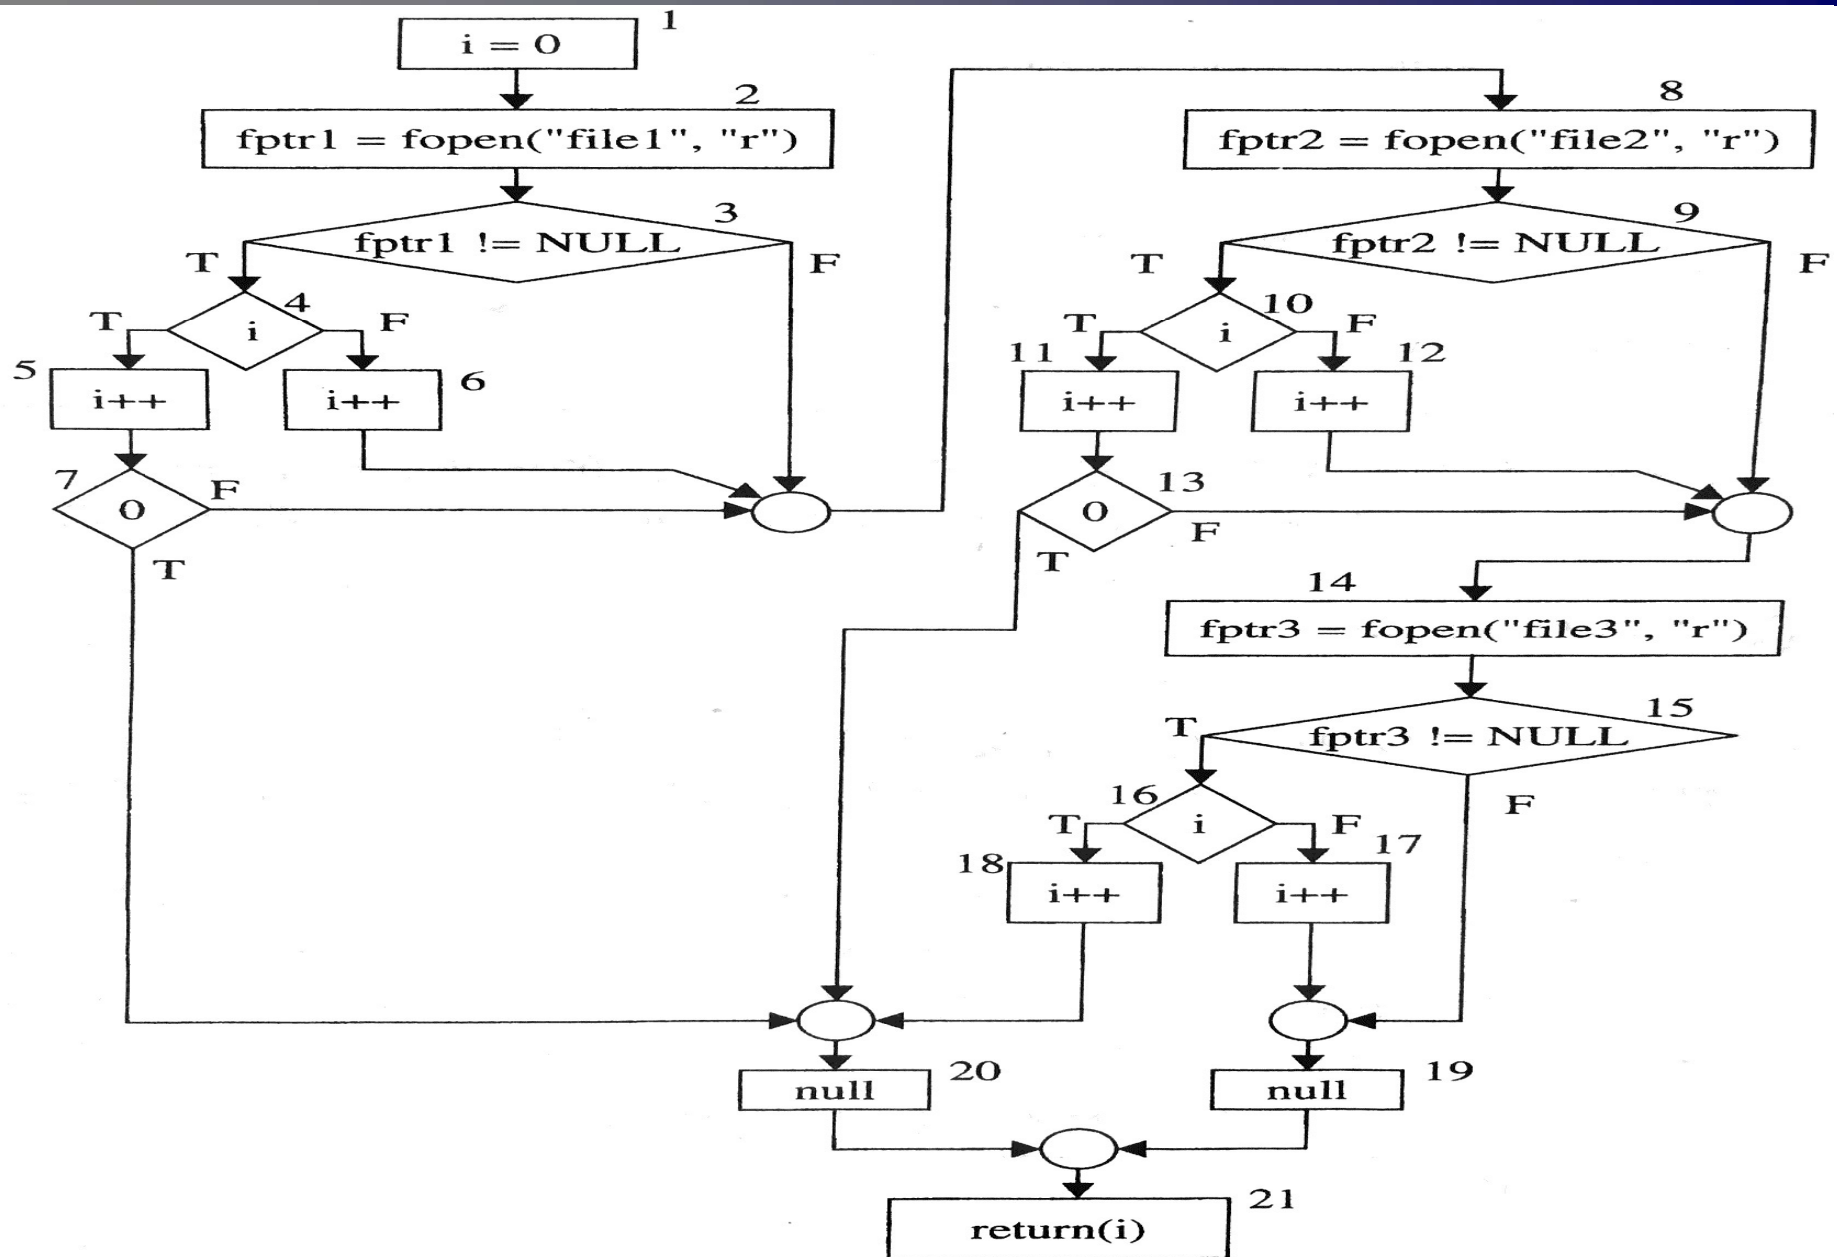 1
i = 0
2
fptr1 = fopen("file1", "r")
3
fptr1 != NULL
T
F
4
i
T
F
5
i++
6
i++
7
0
F
T
8
fptr2 = fopen("file2", "r")
9
fptr2 != NULL
T
F
10
i
T
F
11
i++
12
i++
13
0
F
T
14
fptr3 = fopen("file3", "r")
15
fptr3 != NULL
T
F
16
i
T
F
17
18
i++
i++
20
null
19
null
21
return(i)